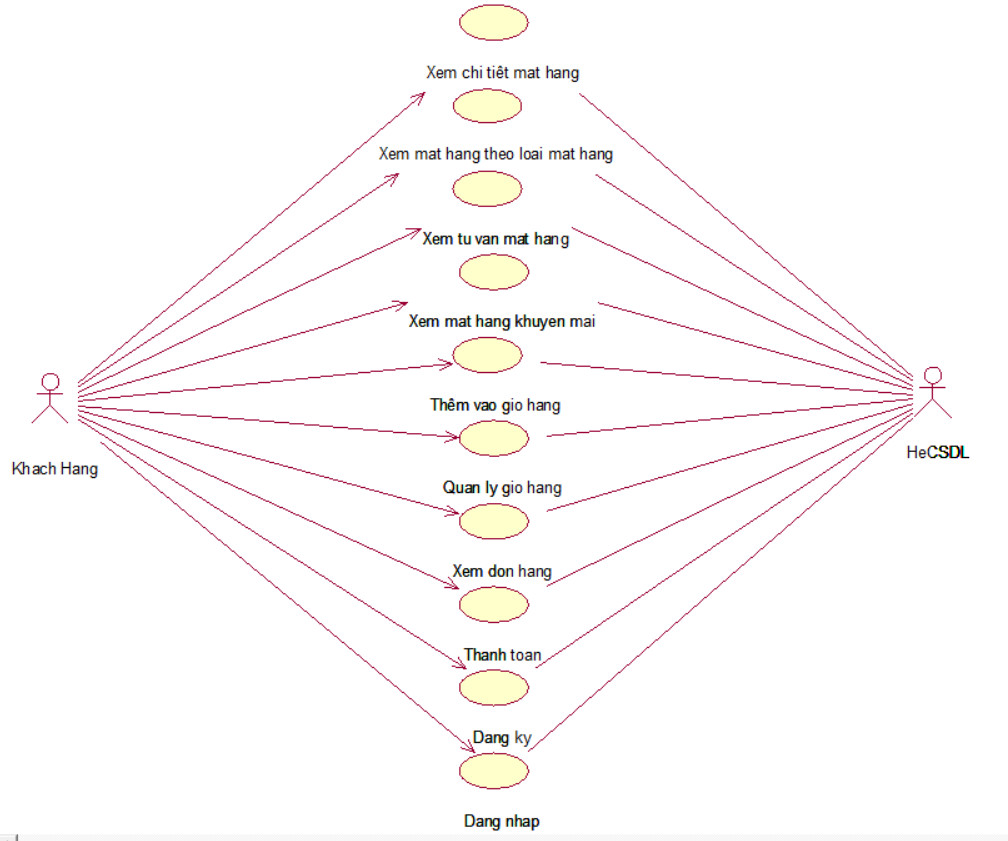 Xem chi tiêt mat hang
Xem mat hang theo loai mat hang
Xem tu van mat hang
Xem mat hang khuyen mai
Thêm vao gio hang
Khach Hang
HeCSDL
Quan ly gio hang
Xem don hang
Thanh toan
Dang ky
Dang nhap